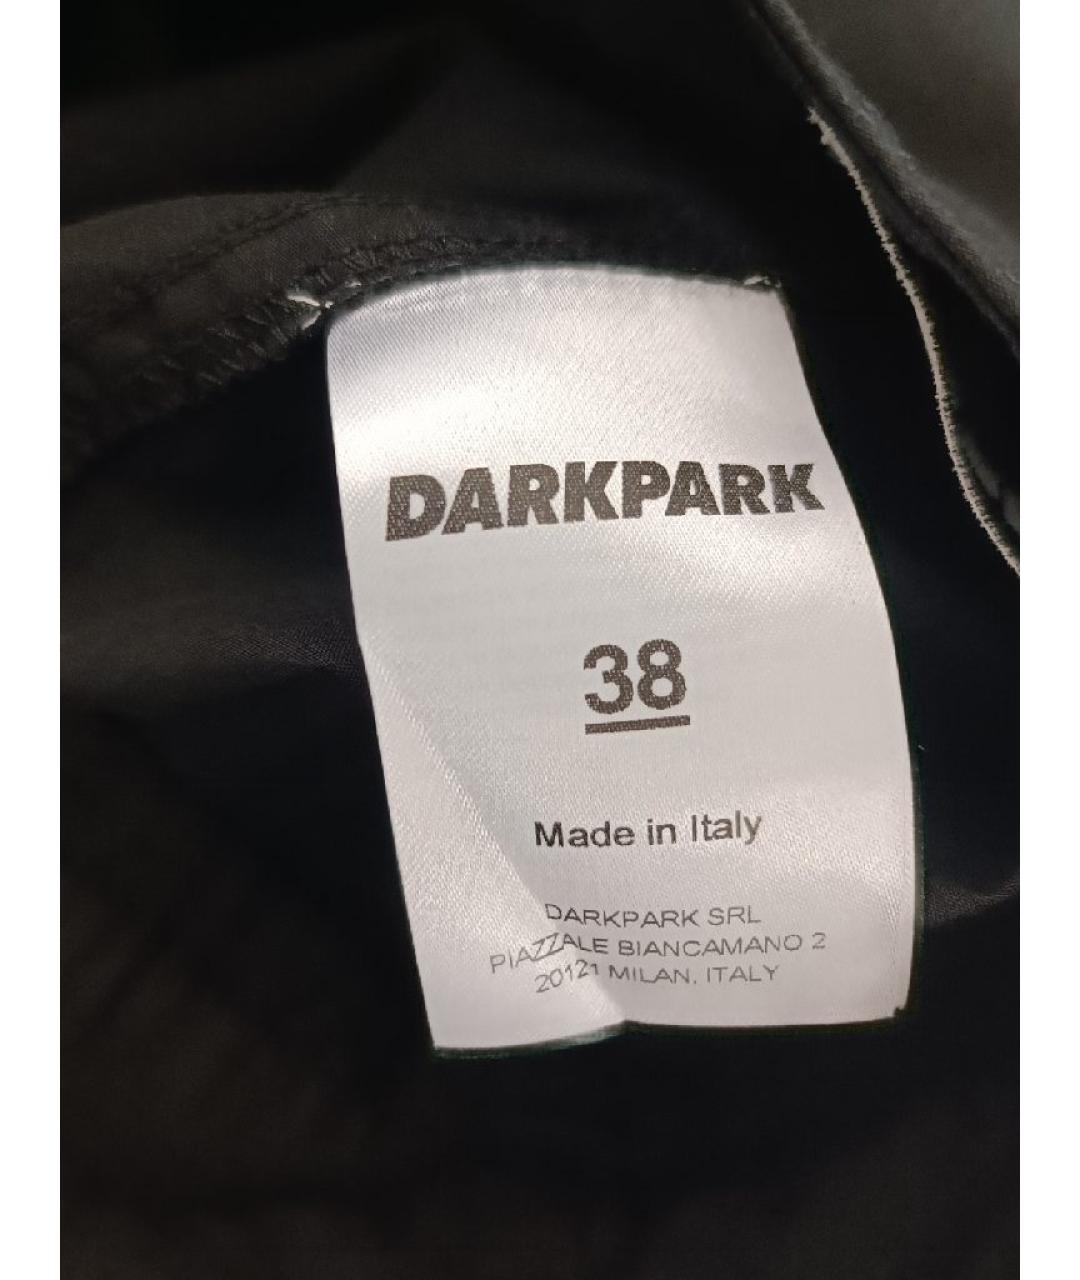 DARKPARK
38
Made in Italy
DARKPARK SRL
PIAZZALE BIANCAMANO 2
20121 MILAN, ITALY